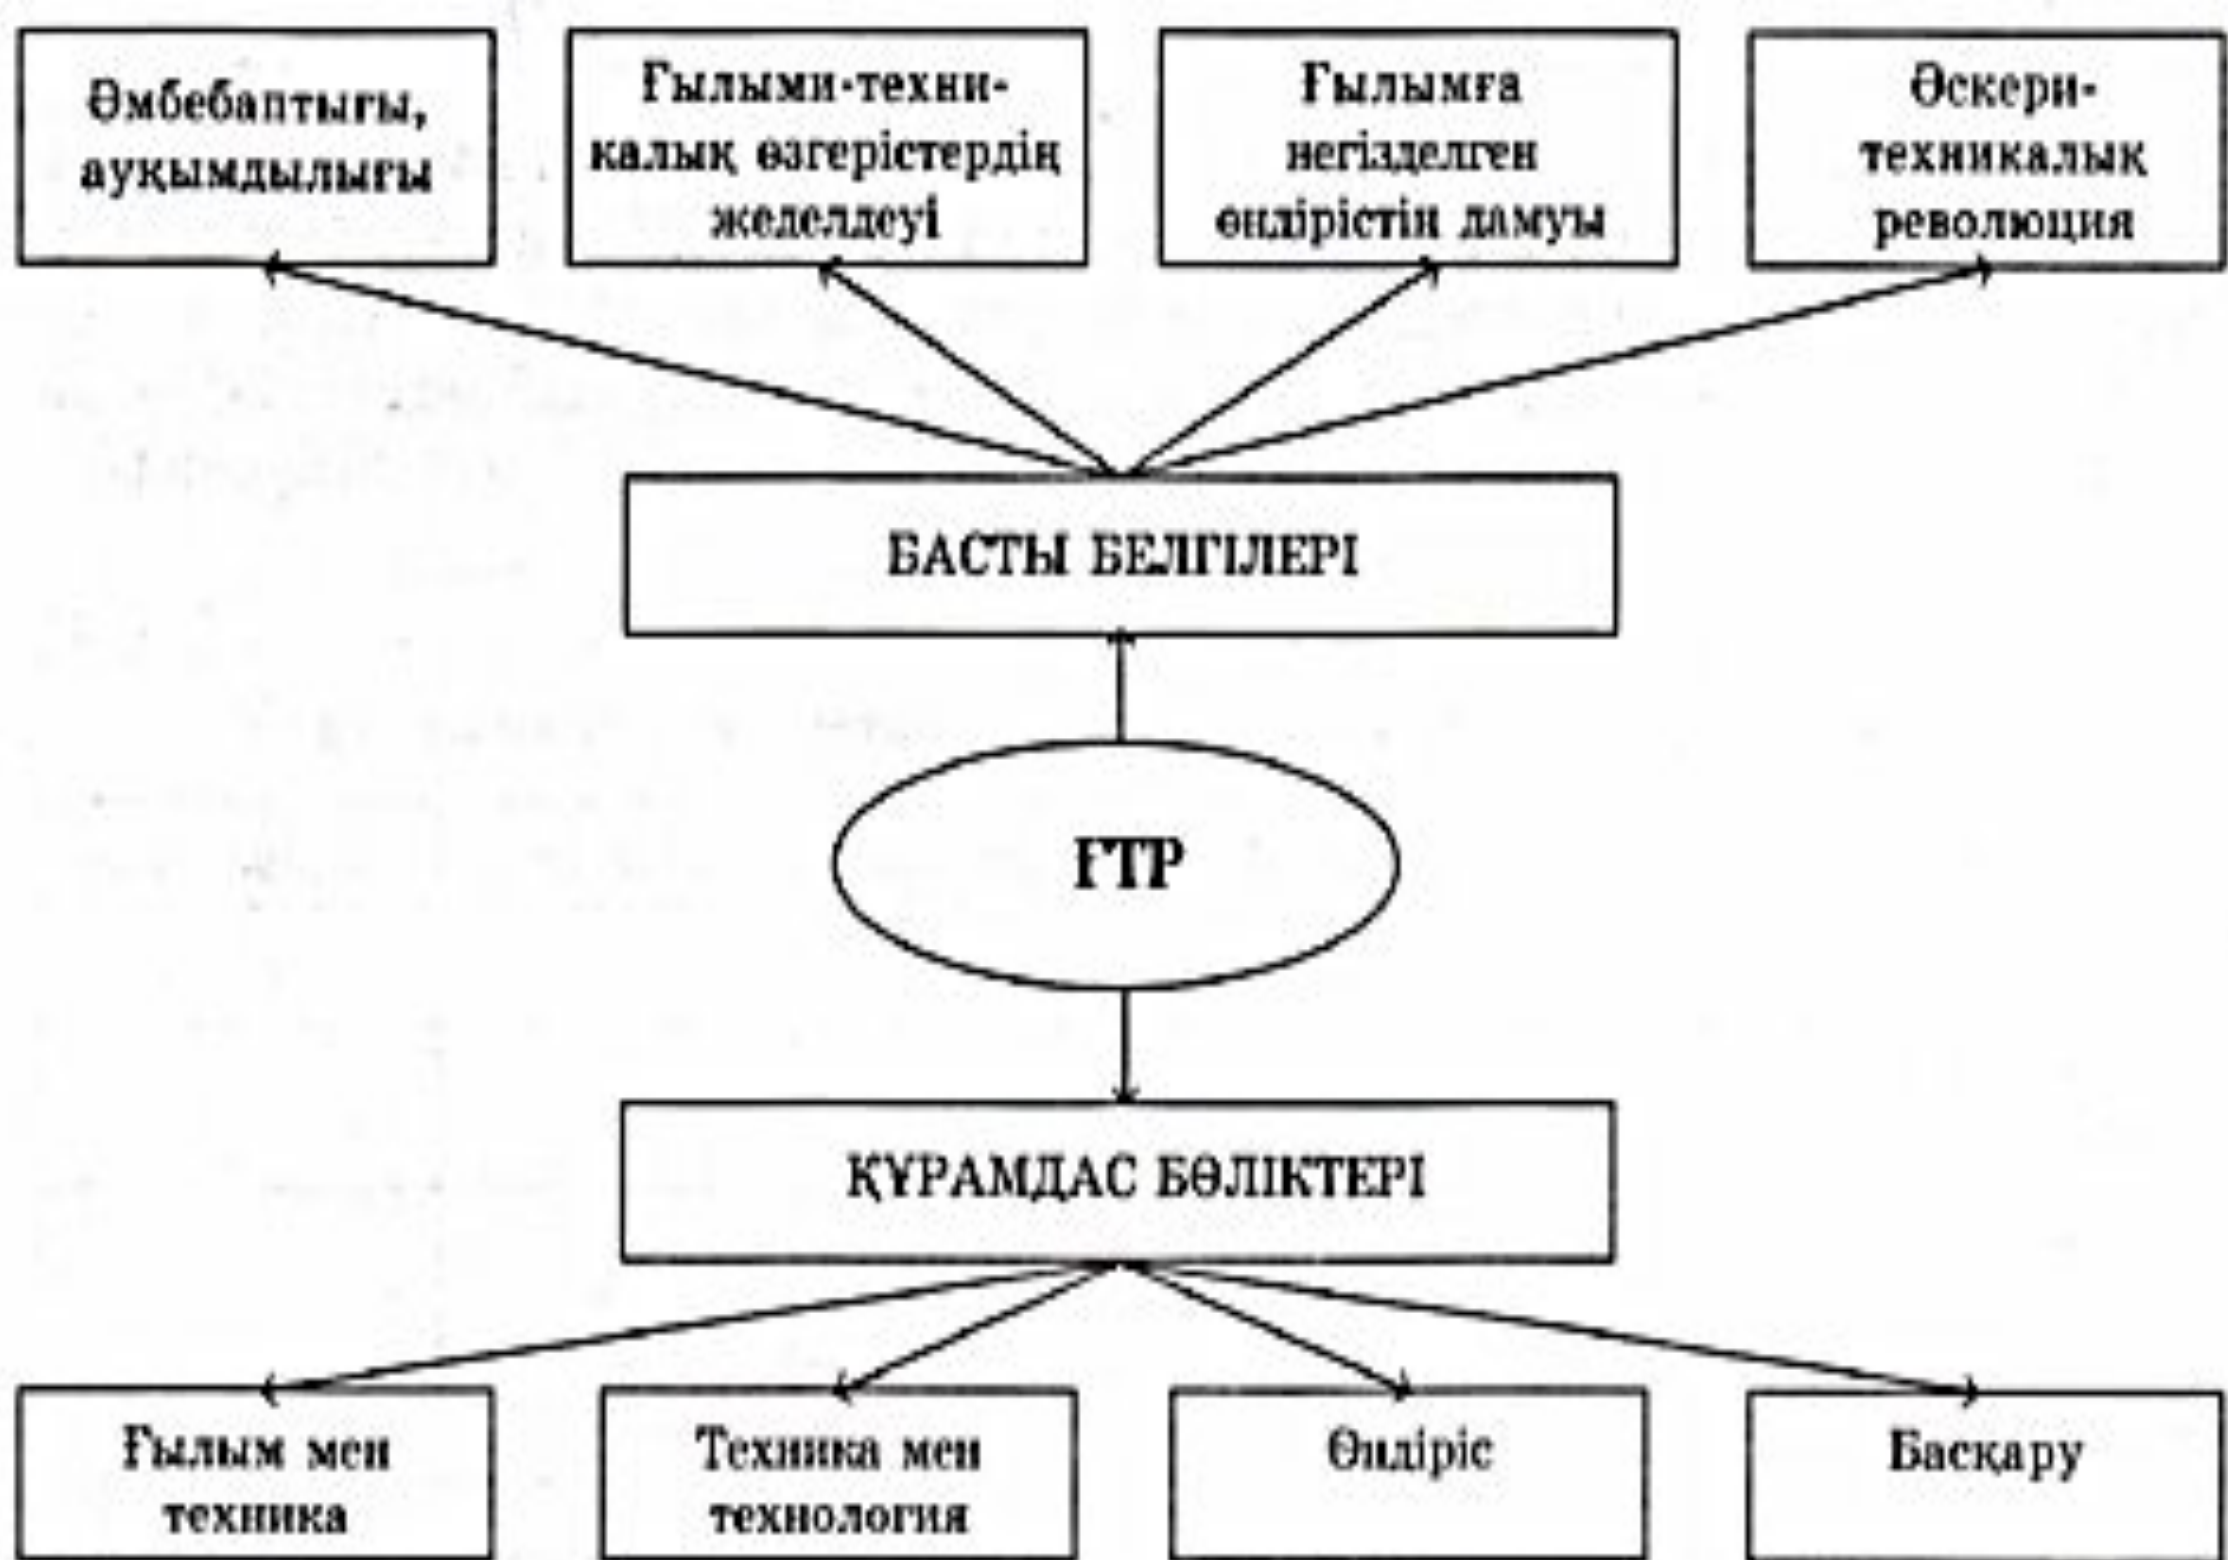 Әмбебаптығы,
ауқымдылығы
Ғылыми-техни-
калық өзгерістердің
жеделдеуі
Ғылымға
негізделген
өндірістің дамуы
Әскери-
техникалық
революция
БАСТЫ БЕЛГІЛЕРІ
ҒТР
ҚҰРАМДАС БӨЛІКТЕРІ
Ғылым мен
техника
Техника мен
технология
Өндіріс
Басқару